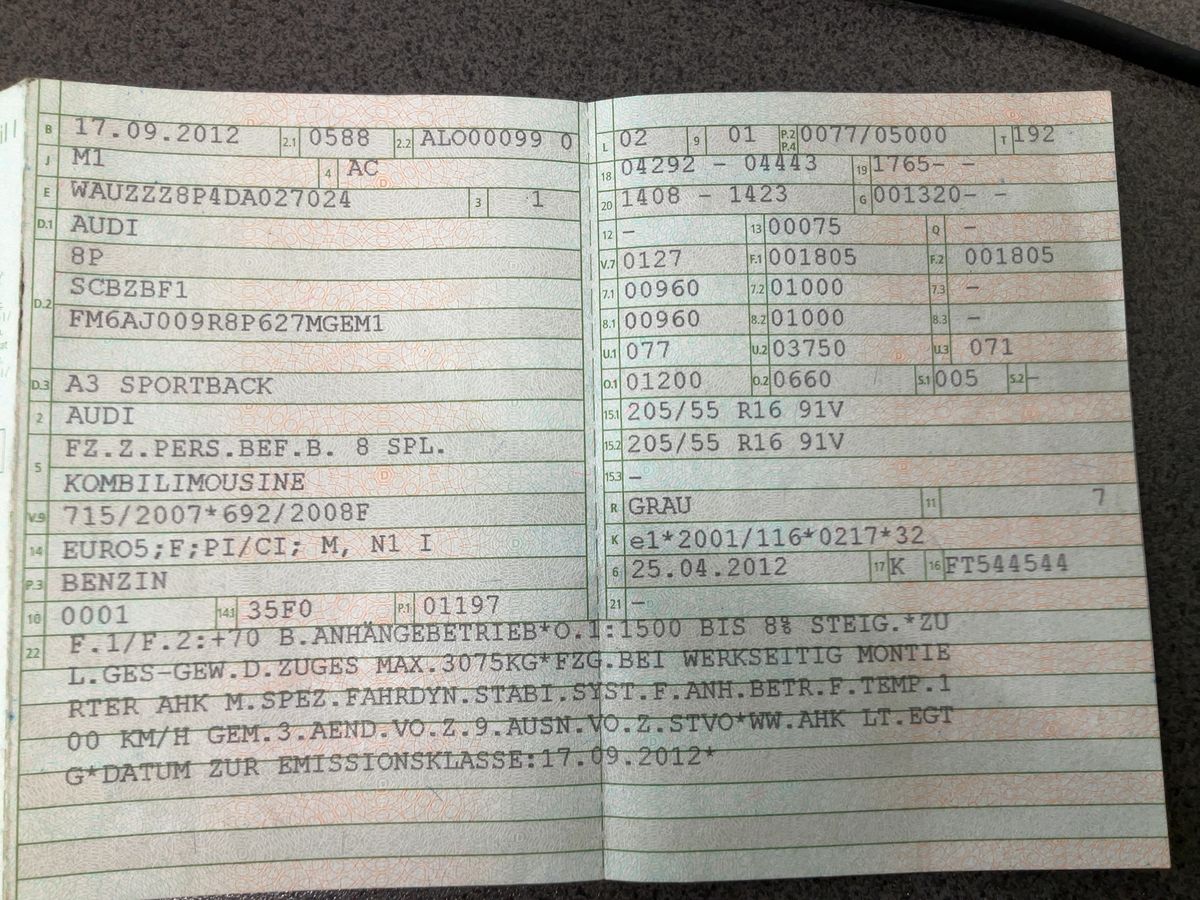 B 17.09.2012 2.1 0588 2.2 ALO00099 0
J M1 4 AC
E WAUZZZ8P4DA027024 3 1
D.1 AUDI
8P
D.2 SCBZBF1
FM6AJ009R8P627MGEM1
D.3 A3 SPORTBACK
2 AUDI
5 FZ.Z.PERS.BEF.B. 8 SPL.
KOMBILIMOUSINE
V.9 715/2007*692/2008F
14 EURO5;F;PI/CI; M, N1 I
P.3 BENZIN
10 0001 14.1 35F0 P.1 01197
L 02 9 01 P.2 P.4 0077/05000 T 192
18 04292 - 04443 19 1765- -
20 1408 - 1423 G 001320- -
12 - 13 00075 Q -
V.7 0127 F.1 001805 F.2 001805
7.1 00960 7.2 01000 7.3 -
8.1 00960 8.2 01000 8.3 -
U.1 077 U.2 03750 U.3 071
O.1 01200 O.2 0660 S.1 005 S.2 -
15.1 205/55 R16 91V
15.2 205/55 R16 91V
15.3 -
R GRAU 11 7
K e1*2001/116*0217*32
6 25.04.2012 17 K 16 FT544544
21 -
22 F.1/F.2:+70 B.ANHÄNGEBETRIEB*O.1:1500 BIS 8% STEIG.*ZU
L.GES-GEW.D.ZUGES MAX.3075KG*FZG.BEI WERKSEITIG MONTIE
RTER AHK M.SPEZ.FAHRDYN.STABI.SYST.F.ANH.BETR.F.TEMP.1
00 KM/H GEM.3.AEND.VO.Z.9.AUSN.VO.Z.STVO*WW.AHK LT.EGT
G*DATUM ZUR EMISSIONSKLASSE:17.09.2012*